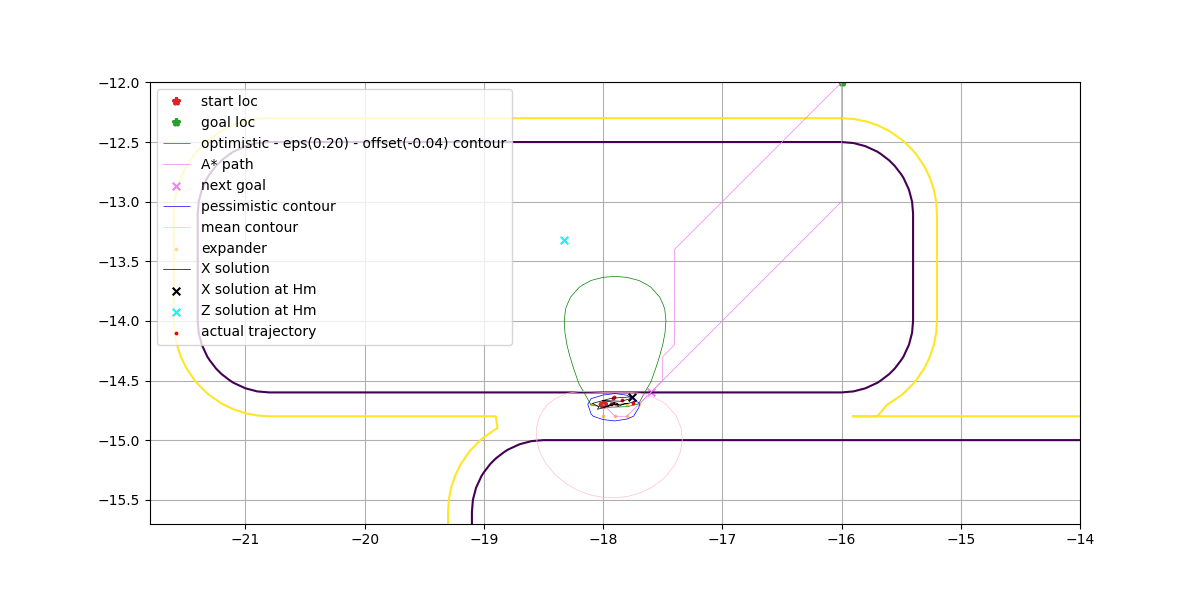 −12.0
−12.5
−13.0
−13.5
−14.0
−14.5
−15.0
−15.5
start loc
goal loc
optimistic - eps(0.20) - offset(-0.04) contour
A* path
next goal
pessimistic contour
mean contour
expander
X solution
X solution at Hm
Z solution at Hm
actual trajectory
−21
−20
−19
−18
−17
−16
−15
−14